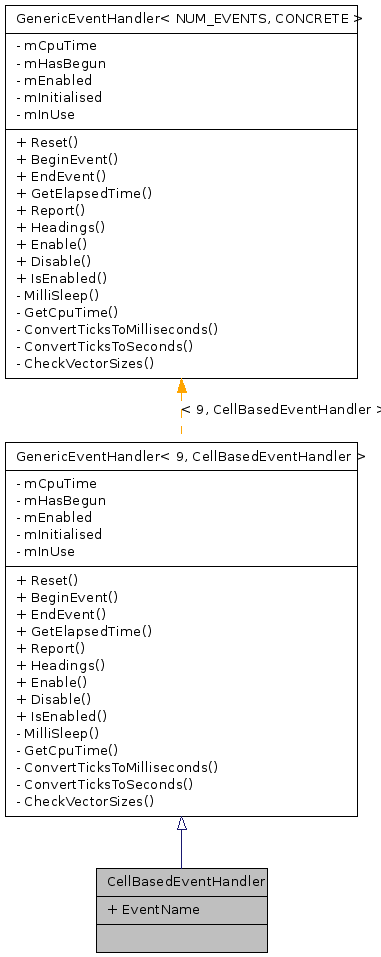 GenericEventHandler< NUM_EVENTS, CONCRETE >
- mCpuTime
- mHasBegun
- mEnabled
- mInitialised
- mInUse
+ Reset()
+ BeginEvent()
+ EndEvent()
+ GetElapsedTime()
+ Report()
+ Headings()
+ Enable()
+ Disable()
+ IsEnabled()
- MilliSleep()
- GetCpuTime()
- ConvertTicksToMilliseconds()
- ConvertTicksToSeconds()
- CheckVectorSizes()
< 9, CellBasedEventHandler >
GenericEventHandler< 9, CellBasedEventHandler >
- mCpuTime
- mHasBegun
- mEnabled
- mInitialised
- mInUse
+ Reset()
+ BeginEvent()
+ EndEvent()
+ GetElapsedTime()
+ Report()
+ Headings()
+ Enable()
+ Disable()
+ IsEnabled()
- MilliSleep()
- GetCpuTime()
- ConvertTicksToMilliseconds()
- ConvertTicksToSeconds()
- CheckVectorSizes()
CellBasedEventHandler
+ EventName